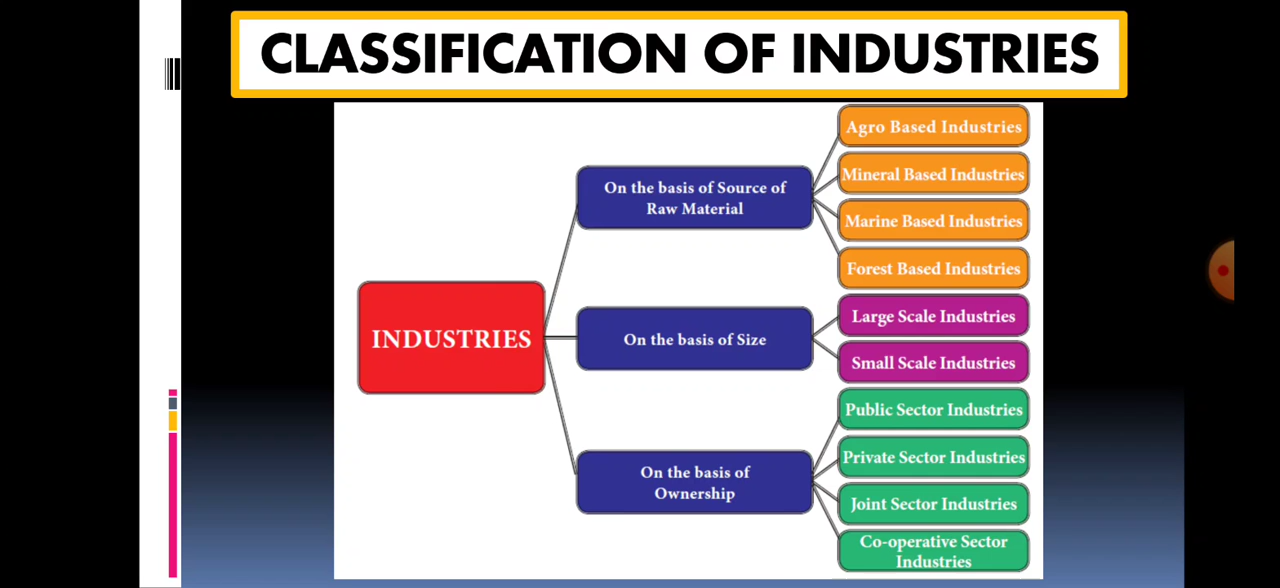 CLASSIFICATION OF INDUSTRIES
INDUSTRIES
On the basis of Source of
Raw Material
Agro Based Industries
Mineral Based Industries
Marine Based Industries
Forest Based Industries
On the basis of Size
Large Scale Industries
Small Scale Industries
On the basis of
Ownership
Public Sector Industries
Private Sector Industries
Joint Sector Industries
Co-operative Sector
Industries